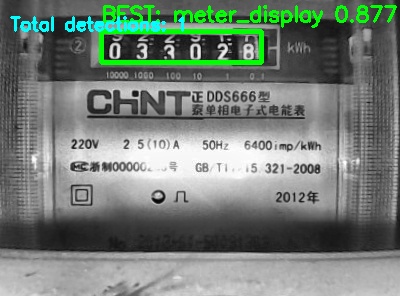 BEST: meter_display 0.877
Total detections: 1
② 0 3 3 0 2 8 kWh
10000 1000 100 10 1 0.1
CHNT 正泰 DDS666型
单相电子式电能表
220V 2.5(10)A 50Hz 6400imp/kWh
GB/T 15321-2008
2012年